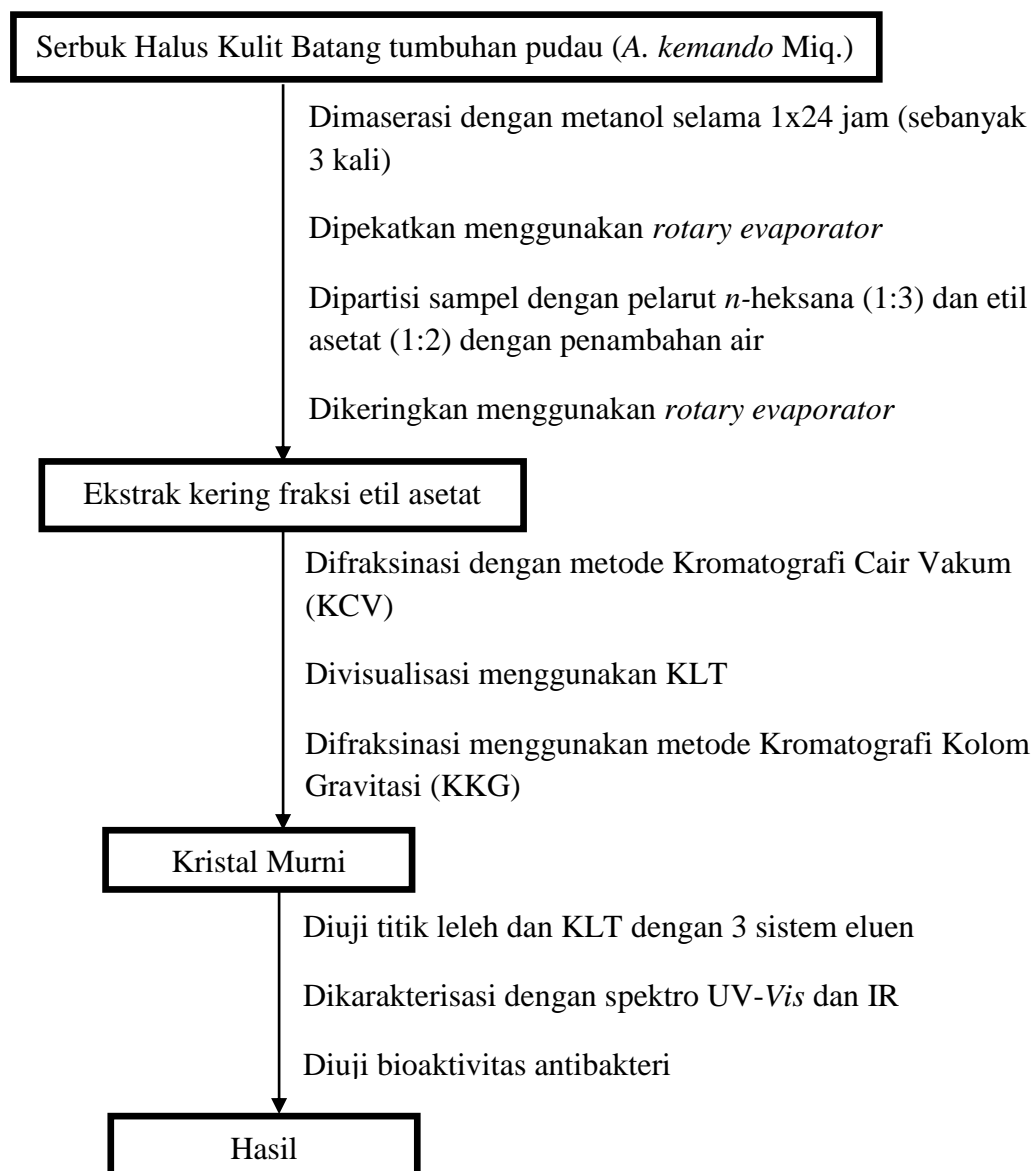 Serbuk Halus Kulit Batang tumbuhan pudau (A. kemando Miq.)
Dimaserasi dengan metanol selama 1x24 jam (sebanyak
3 kali)
Dipekatkan menggunakan rotary evaporator
Dipartisi sampel dengan pelarut n-heksana (1:3) dan etil
asetat (1:2) dengan penambahan air
Dikeringkan menggunakan rotary evaporator
Ekstrak kering fraksi etil asetat
Difraksinasi dengan metode Kromatografi Cair Vakum
(KCV)
Divisualisasi menggunakan KLT
Difraksinasi menggunakan metode Kromatografi Kolom
Gravitasi (KKG)
Kristal Murni
Diuji titik leleh dan KLT dengan 3 sistem eluen
Dikarakterisasi dengan spektro UV-Vis dan IR
Diuji bioaktivitas antibakteri
Hasil